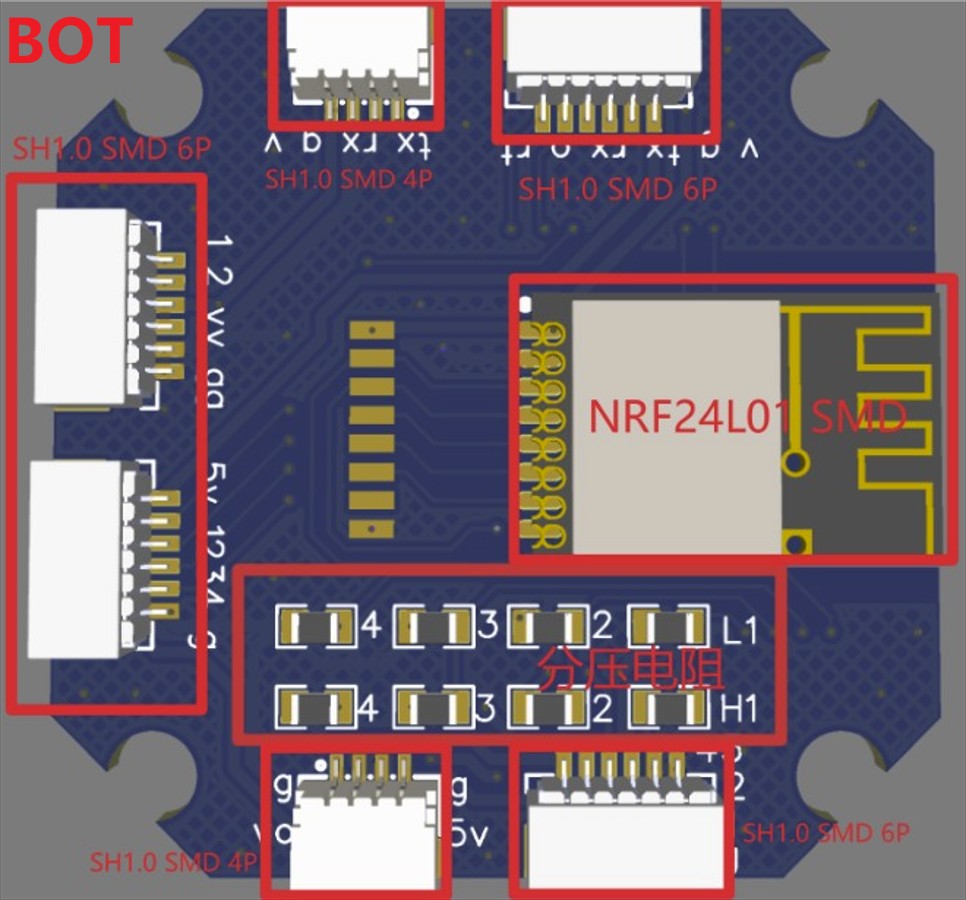 BOT
SH1.0 SMD 6P
v g rx tx
SH1.0 SMD 4P
rt o rx tx g v
SH1.0 SMD 6P
1 2 vv gg
NRF24L01 SMD
5v 1234 g
4 3 2 L1
分压电阻
4 3 2 H1
g g
5v
2
SH1.0 SMD 4P
SH1.0 SMD 6P